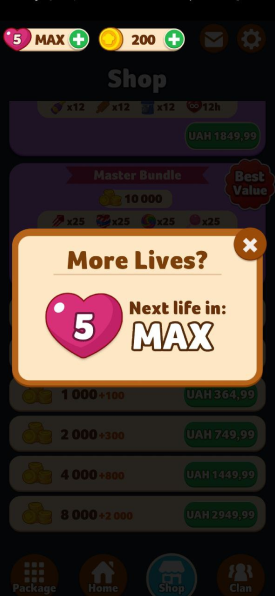 5 MAX 200
Shop
x12 x12 x12 12h
UAH 1849,99
Master Bundle
Best
Value
10 000
x25 x25 x25 x25
More Lives?
5
Next life in:
MAX
1 000 +100 UAH 364,99
2 000 +300 UAH 749,99
4 000 +800 UAH 1449,99
8 000 +2 000 UAH 2949,99
Package Home Shop Clan